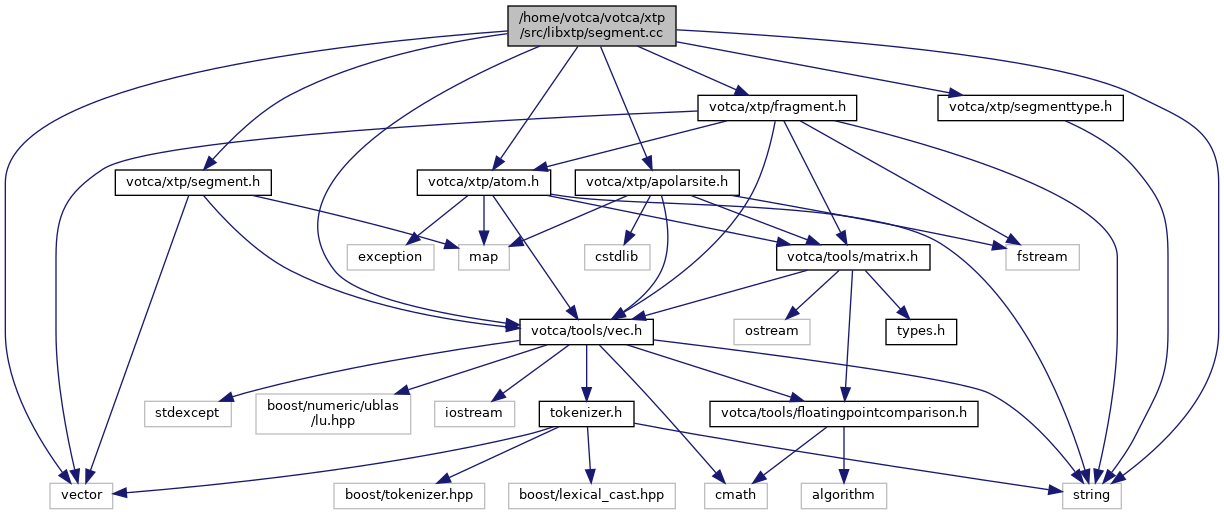 /home/votca/votca/xtp
/src/libxtp/segment.cc
votca/xtp/fragment.h
votca/xtp/segmenttype.h
votca/xtp/segment.h
votca/xtp/atom.h
votca/xtp/apolarsite.h
exception
map
cstdlib
votca/tools/matrix.h
fstream
votca/tools/vec.h
ostream
types.h
stdexcept
boost/numeric/ublas
/lu.hpp
iostream
tokenizer.h
votca/tools/floatingpointcomparison.h
vector
boost/tokenizer.hpp
boost/lexical_cast.hpp
cmath
algorithm
string